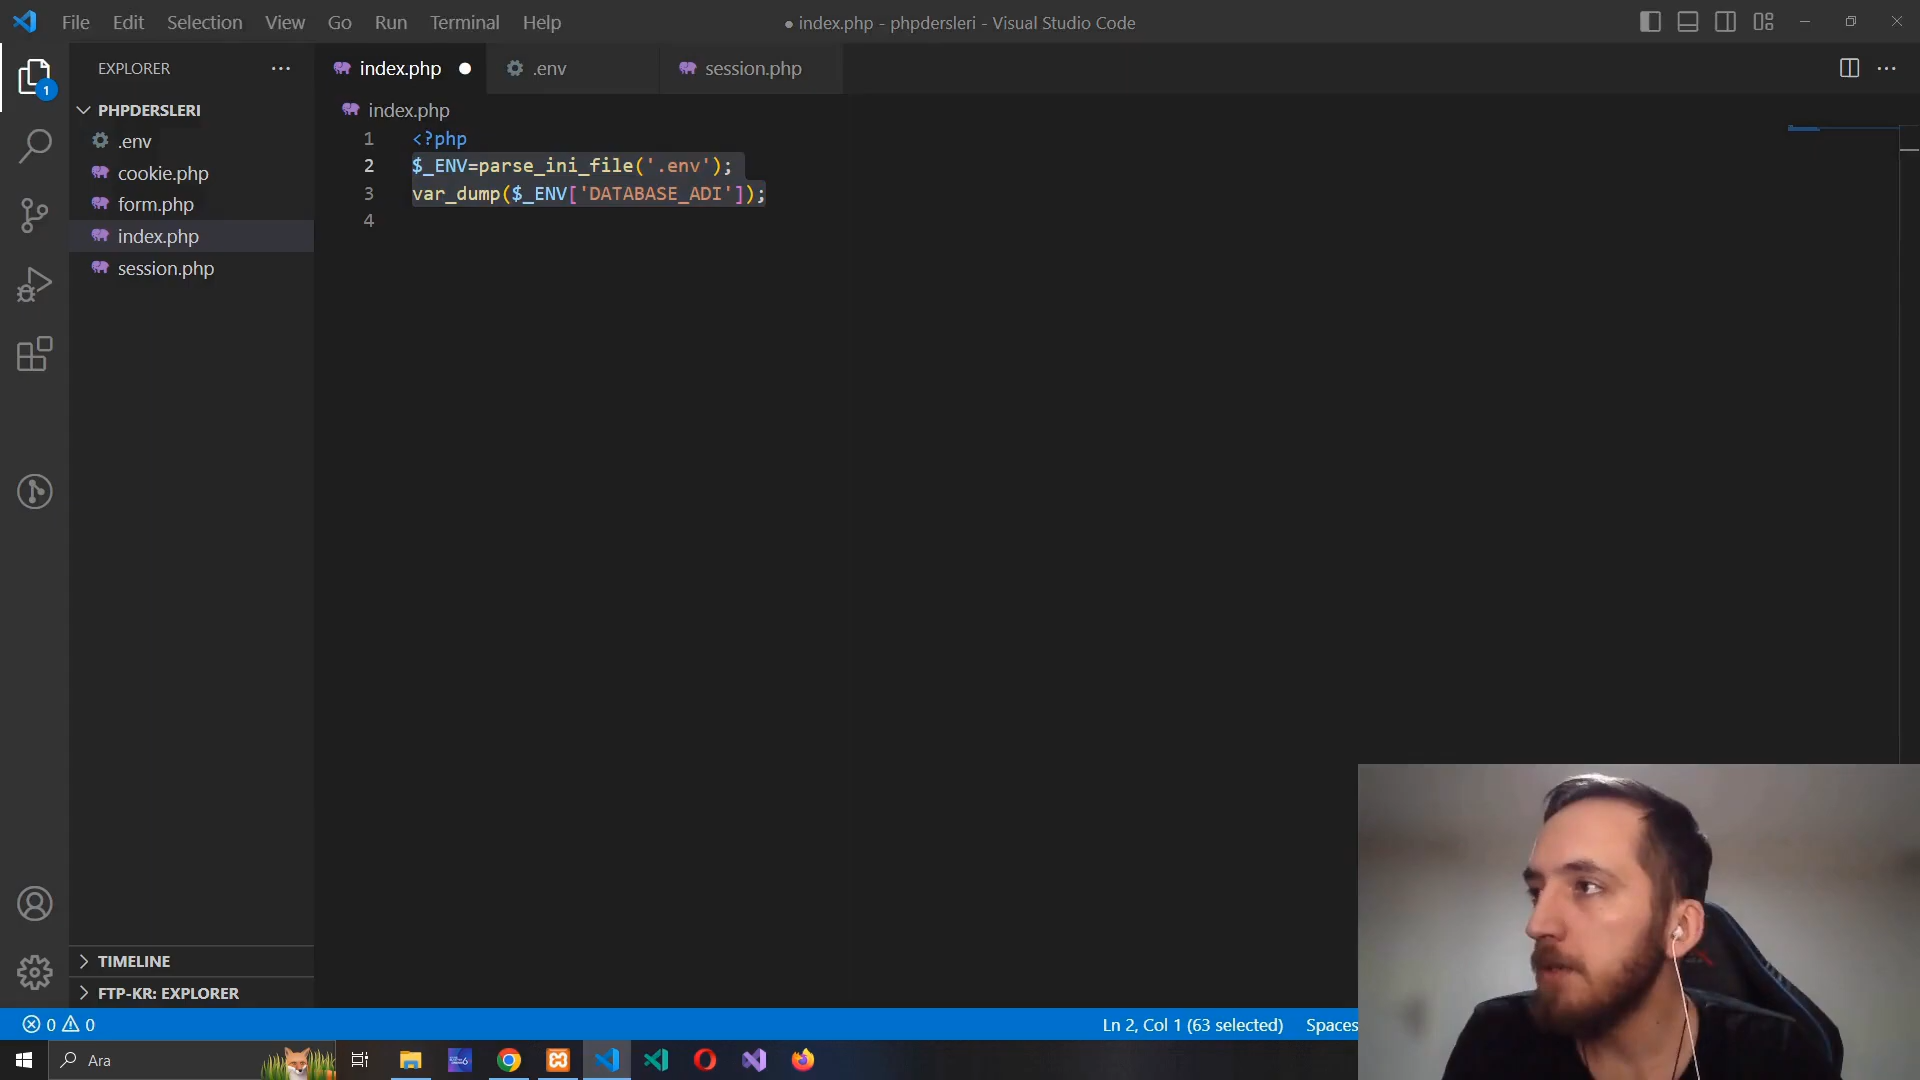 File Edit Selection View Go Run Terminal Help
● index.php - phpdersleri - Visual Studio Code
EXPLORER
index.php
.env
session.php
PHPDERSLERI
.env
cookie.php
form.php
index.php
session.php
index.php
1 <?php
2 $_ENV=parse_ini_file('.env');
3 var_dump($_ENV['DATABASE_ADI']);
4
1
TIMELINE
FTP-KR: EXPLORER
0 0
Ln 2, Col 1 (63 selected) Spaces
Ara